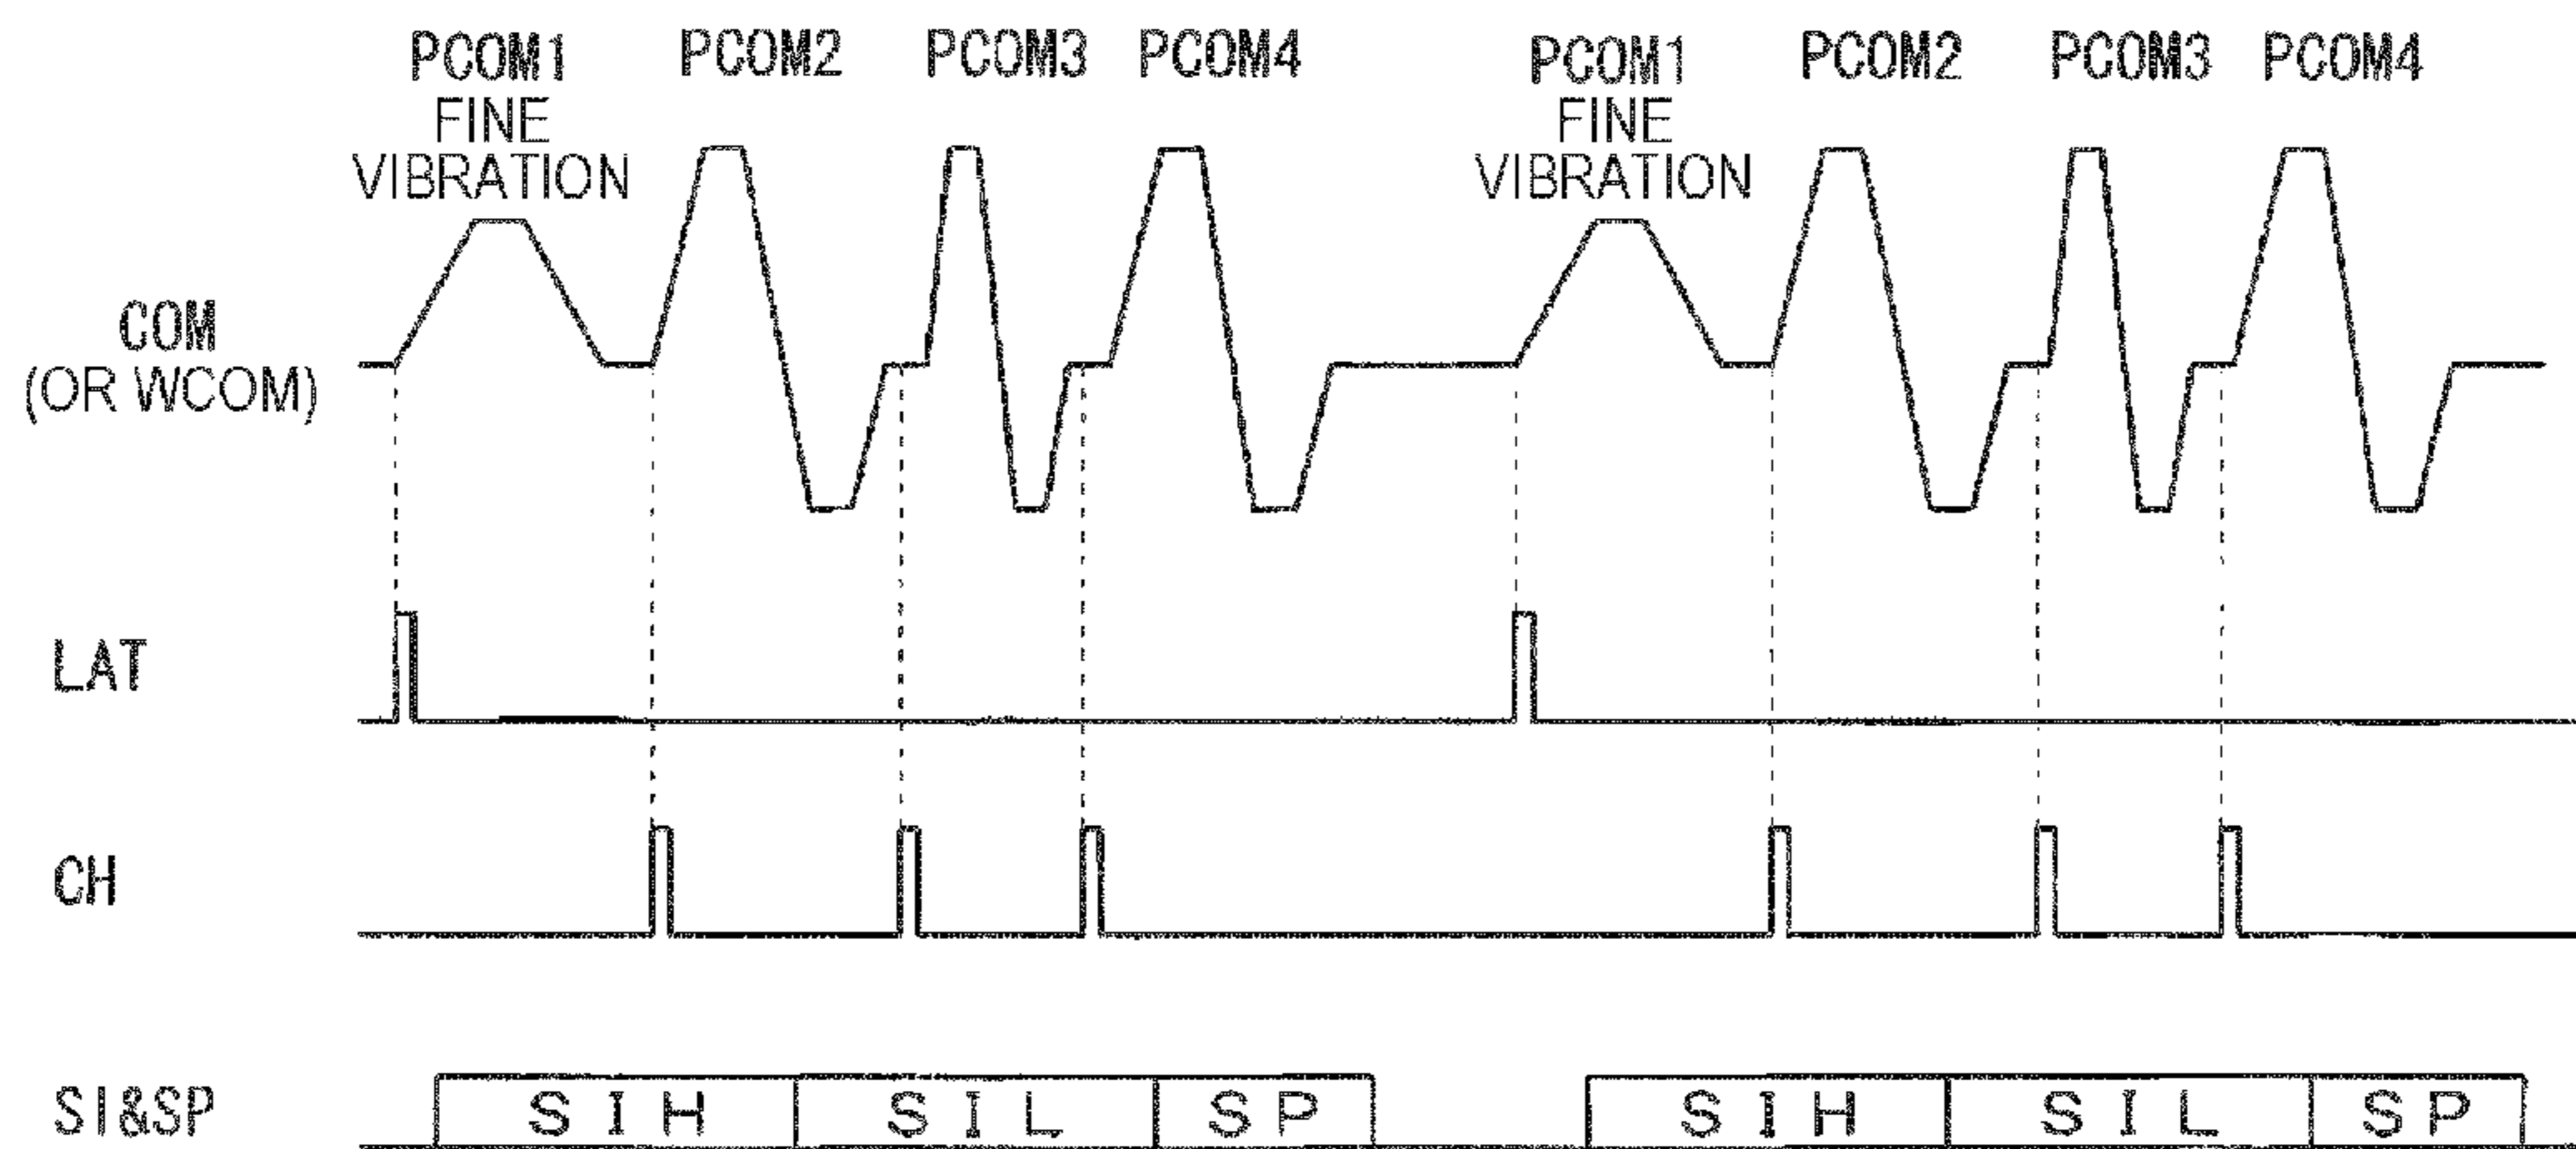 PCOM1 PCOM2 PCOM3 PCOM4 PCOM1 PCOM2 PCOM3 PCOM4
FINE FINE
VIBRATION VIBRATION
COM
(OR WCOM)
LAT
CH
SI&SP SIH SIL SP SIH SIL SP